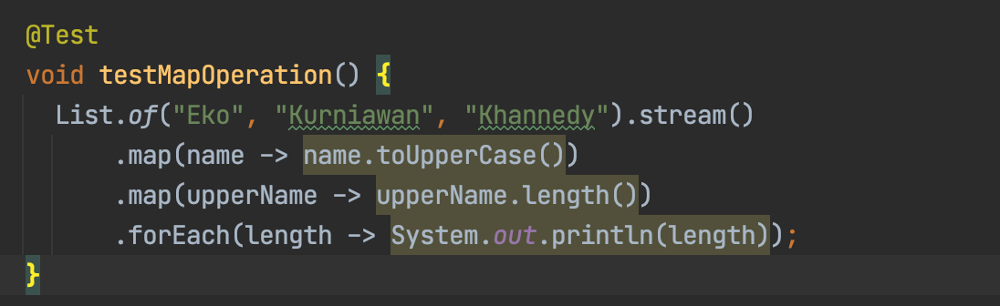 @Test
void testMapOperation() {
  List.of("Eko", "Kurniawan", "Khannedy").stream()
      .map(name -> name.toUpperCase())
      .map(upperName -> upperName.length())
      .forEach(length -> System.out.println(length));
}